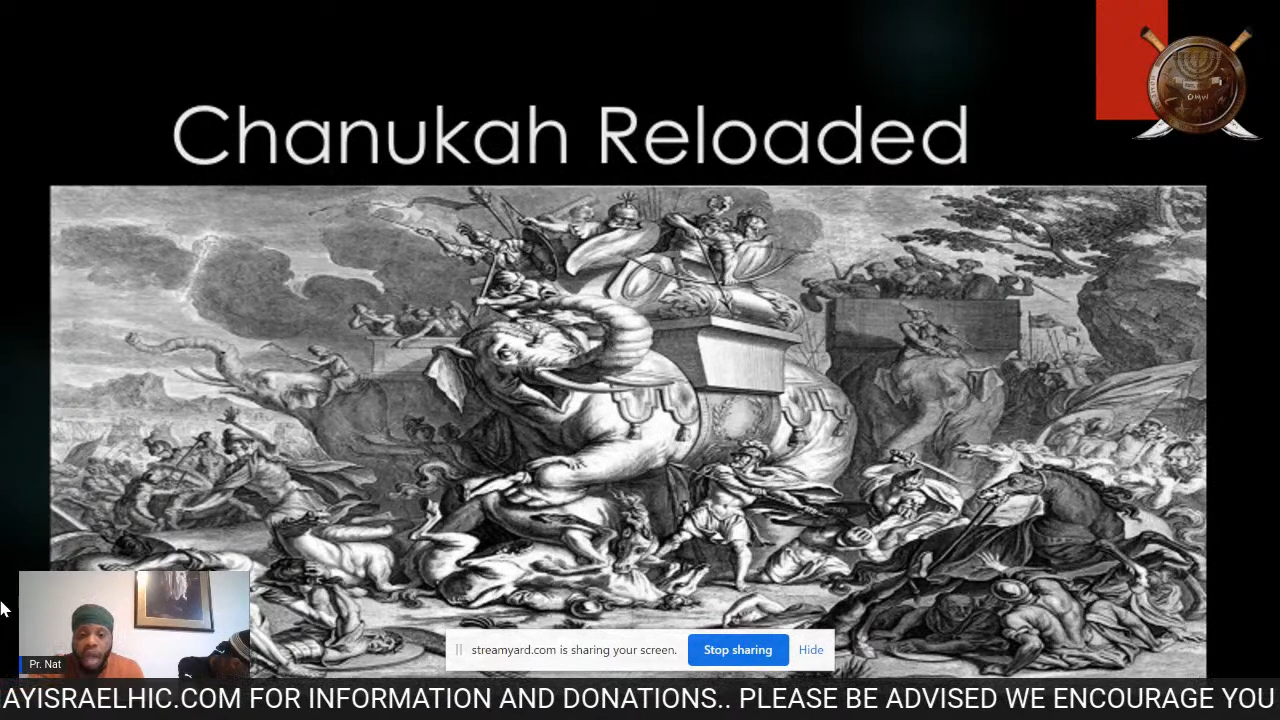 Chanukah Reloaded
Pr. Nat
streamyard.com is sharing your screen. Stop sharing Hide
AYISRAELHIC.COM FOR INFORMATION AND DONATIONS.. PLEASE BE ADVISED WE ENCOURAGE YOU